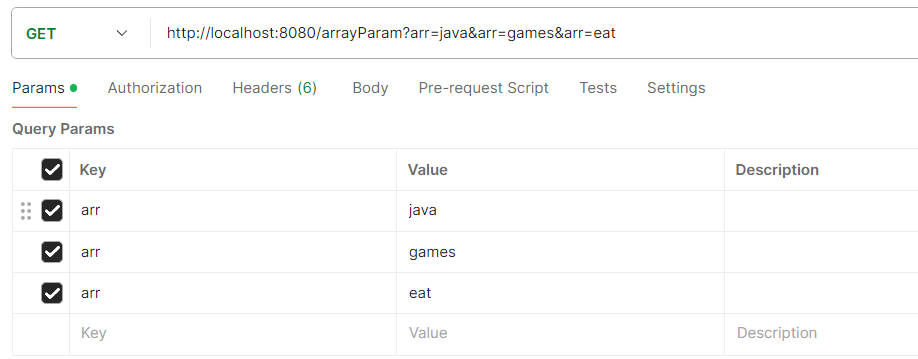 GET http://localhost:8080/arrayParam?arr=java&arr=games&arr=eat
Params Authorization Headers (6) Body Pre-request Script Tests Settings
Query Params
Key Value Description
arr java
arr games
arr eat
Key Value Description